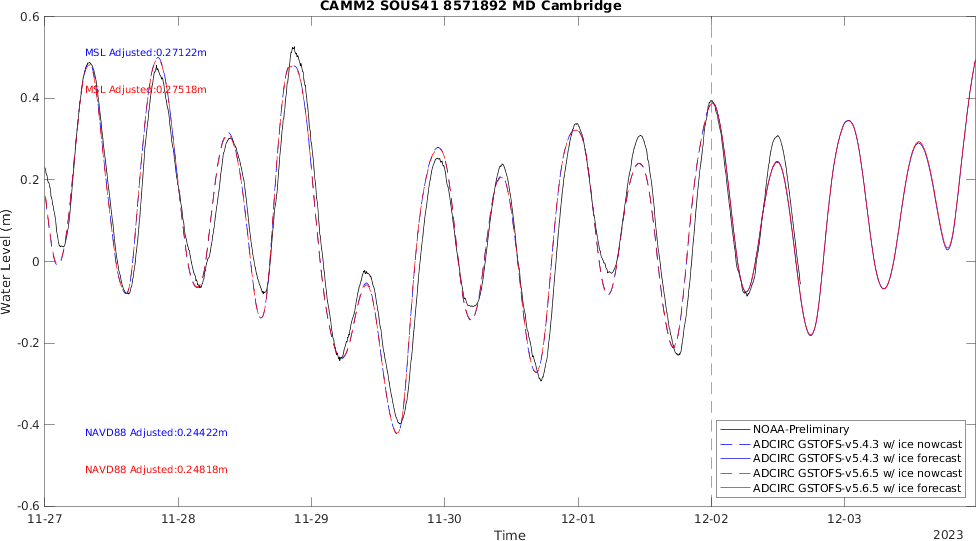 CAMM2 SOUS41 8571892 MD Cambridge
0.6
MSL Adjusted:0.27122m
MSL Adjusted:0.27518m
0.4
0.2
0
Water Level (m)
-0.2
-0.4
NAVD88 Adjusted:0.24422m
NAVD88 Adjusted:0.24818m
NOAA-Preliminary
ADCIRC GSTOFS-v5.4.3 w/ ice nowcast
ADCIRC GSTOFS-v5.4.3 w/ ice forecast
ADCIRC GSTOFS-v5.6.5 w/ ice nowcast
ADCIRC GSTOFS-v5.6.5 w/ ice forecast
-0.6
11-27 11-28 11-29 11-30 12-01 12-02 12-03
Time
2023